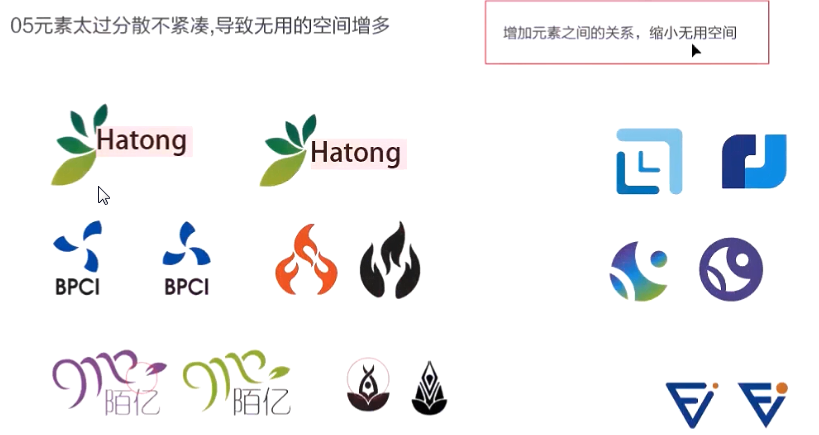 05元素太过分散不紧凑,导致无用的空间增多
增加元素之间的关系，缩小无用空间
Hatong
Hatong
BPCI
BPCI
陌亿
陌亿